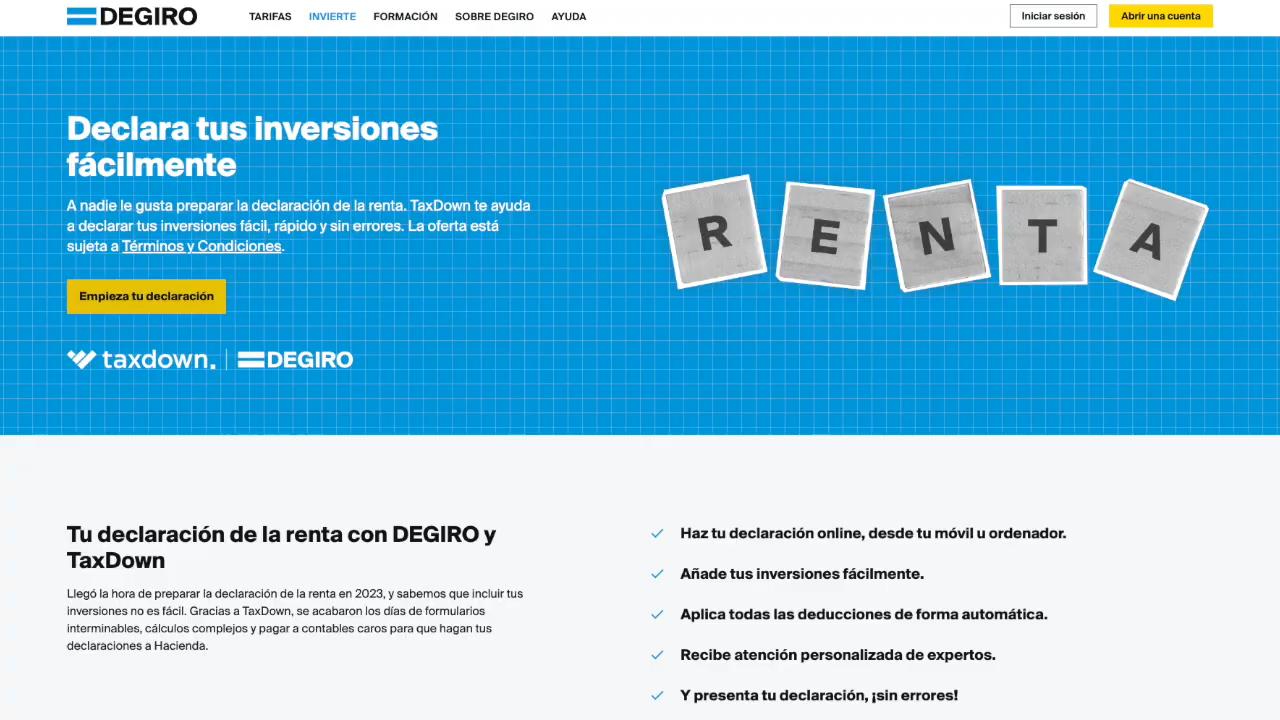 DEGIRO
TARIFAS INVIERTE FORMACIÓN SOBRE DEGIRO AYUDA
Iniciar sesión
Abrir una cuenta
Declara tus inversiones
fácilmente
A nadie le gusta preparar la declaración de la renta. TaxDown te ayuda
a declarar tus inversiones fácil, rápido y sin errores. La oferta está
sujeta a Términos y Condiciones.
Empieza tu declaración
taxdown. | DEGIRO
R E N T A
Tu declaración de la renta con DEGIRO y
TaxDown
Llegó la hora de preparar la declaración de la renta en 2023, y sabemos que incluir tus
inversiones no es fácil. Gracias a TaxDown, se acabaron los días de formularios
interminables, cálculos complejos y pagar a contables caros para que hagan tus
declaraciones a Hacienda.
Haz tu declaración online, desde tu móvil u ordenador.
Añade tus inversiones fácilmente.
Aplica todas las deducciones de forma automática.
Recibe atención personalizada de expertos.
Y presenta tu declaración, ¡sin errores!